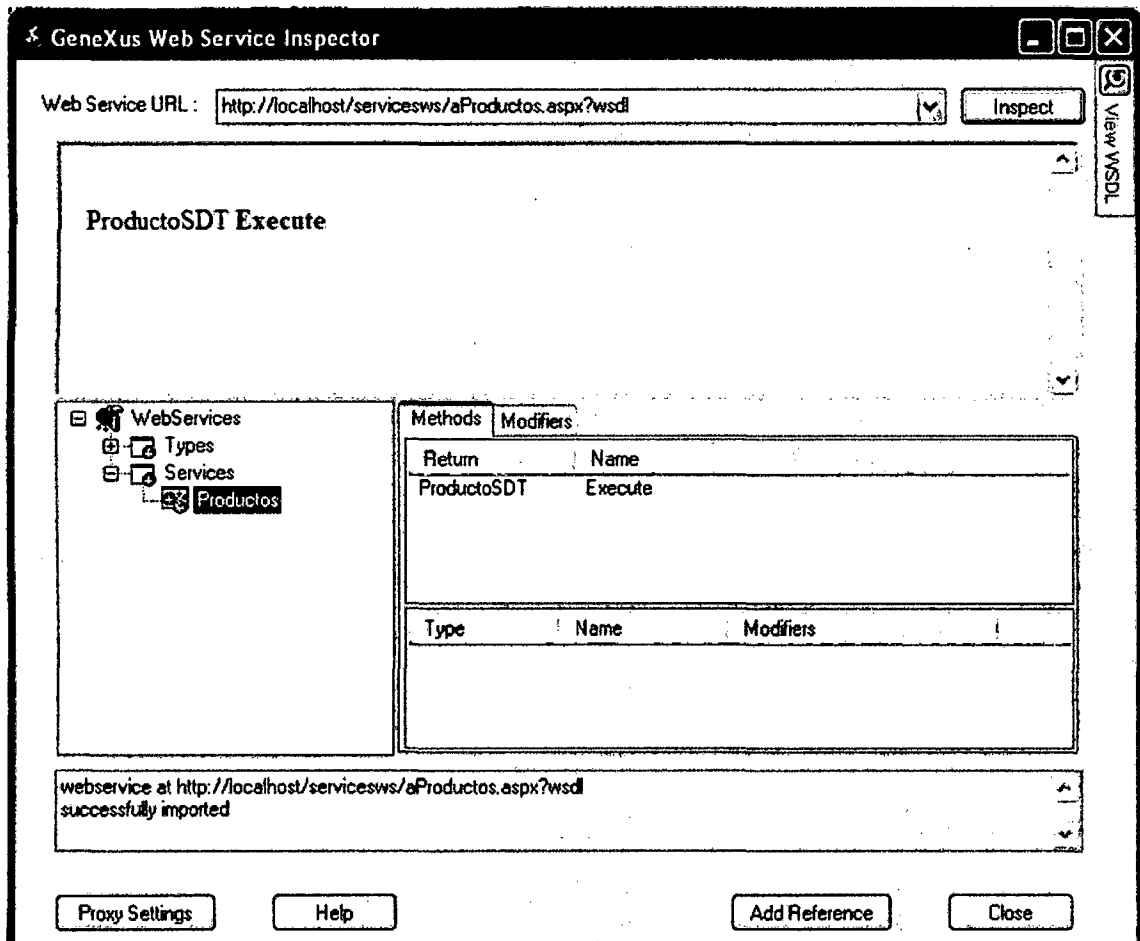 GeneXus Web Service Inspector
Web Service URL : http://localhost/servicesws/aProductos.aspx?wsdl Inspect
View WSDL
ProductoSDT Execute
WebServices
Types
Services
Productos
Methods Modifiers
Return Name
ProductoSDT Execute
Type Name Modifiers
webservice at http://localhost/servicesws/aProductos.aspx?wsdl
successfully imported
Proxy Settings Help Add Reference Close